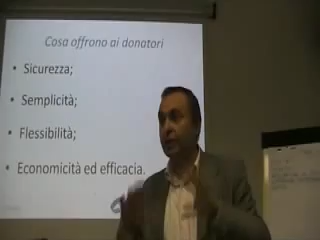 Cosa offrono ai donatori
• Sicurezza;
• Semplicità;
• Flessibilità;
• Economicità ed efficacia.